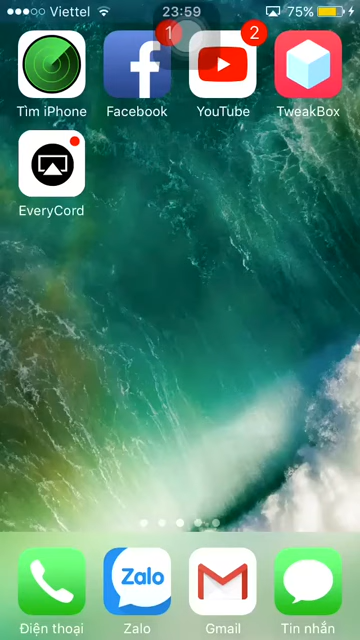 Viettel 23:59 75%
1 2
Tìm iPhone Facebook YouTube TweakBox
EveryCord
Zalo
Điện thoại Zalo Gmail Tin nhắn